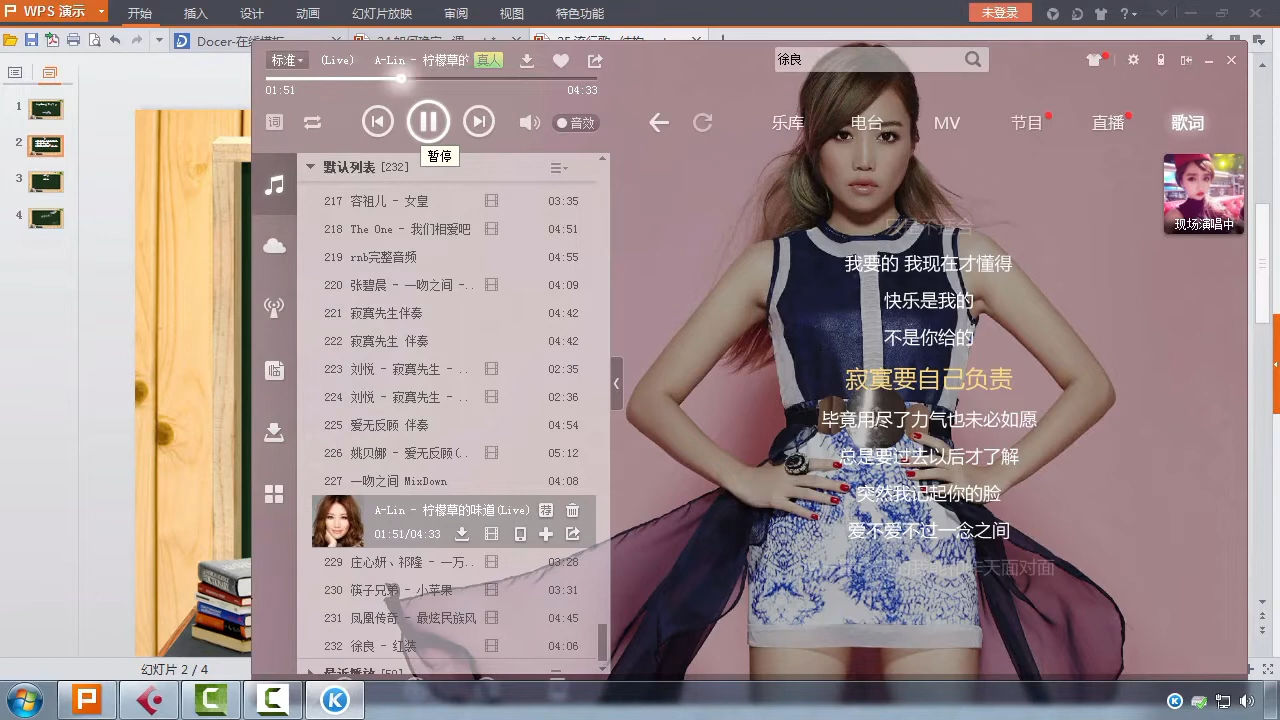 WPS 演示
开始
插入
设计
动画
幻灯片放映
审阅
视图
特色功能
未登录
标准
(Live) A-Lin - 柠檬草的
真人
01:51
04:33
词
音效
暂停
徐良
乐库
电台
MV
节目
直播
歌词
现场演唱中
默认列表 [232]
217 容祖儿 - 女皇 03:35
218 The One - 我们相爱吧 04:51
219 rnb完整音频 04:55
220 张碧晨 - 一吻之间 -.. 04:09
221 寂寞先生伴奏 04:42
222 寂寞先生 伴奏 04:42
223 刘悦 - 寂寞先生 - .. 02:35
224 刘悦 - 寂寞先生 - .. 02:36
225 爱无反顾 伴奏
226 姚贝娜 - 爱无反顾(.. 05:12
227 一吻之间 MixDown 04:08
A-Lin - 柠檬草的味道(Live)
01:51/04:33
庄心妍、祁隆 - 一万..
230 筷子兄弟 - 小苹果 03:31
231 凤凰传奇 - 最炫民族风 04:45
232 徐良 - 红装 04:06
只是不适合
我要的 我现在才懂得
快乐是我的
不是你给的
寂寞要自己负责
毕竟用尽了力气也未必如愿
总是要过去以后才了解
突然我记起你的脸
爱不爱不过一念之间
1
2
3
4
幻灯片 2 / 4